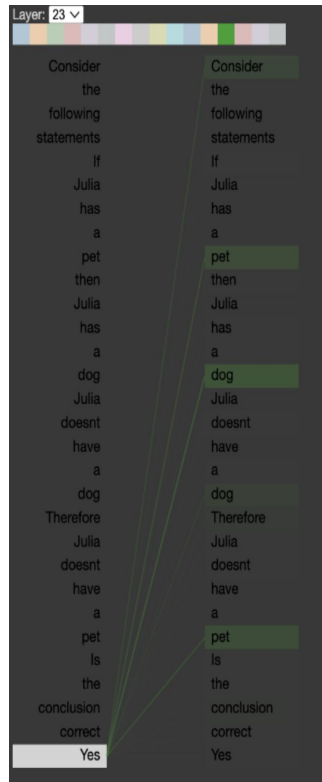 Layer: 23
Consider Consider
the the
following following
statements statements
If If
Julia Julia
has has
a a
pet pet
then then
Julia Julia
has has
a a
dog dog
Julia Julia
doesnt doesnt
have have
a a
dog dog
Therefore Therefore
Julia Julia
doesnt doesnt
have have
a a
pet pet
Is Is
the the
conclusion conclusion
correct correct
Yes Yes